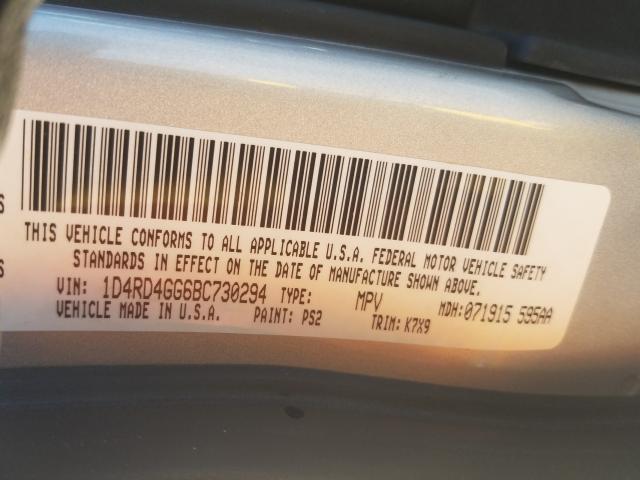 S
THIS VEHICLE CONFORMS TO ALL APPLICABLE U.S.A. FEDERAL MOTOR VEHICLE SAFETY
S STANDARDS IN EFFECT ON THE DATE OF MANUFACTURE SHOWN ABOVE.
VIN: 1D4RD4GG6BC730294 TYPE: MPV MDH:071915 595AA
VEHICLE MADE IN U.S.A. PAINT: PS2 TRIM: K7X9